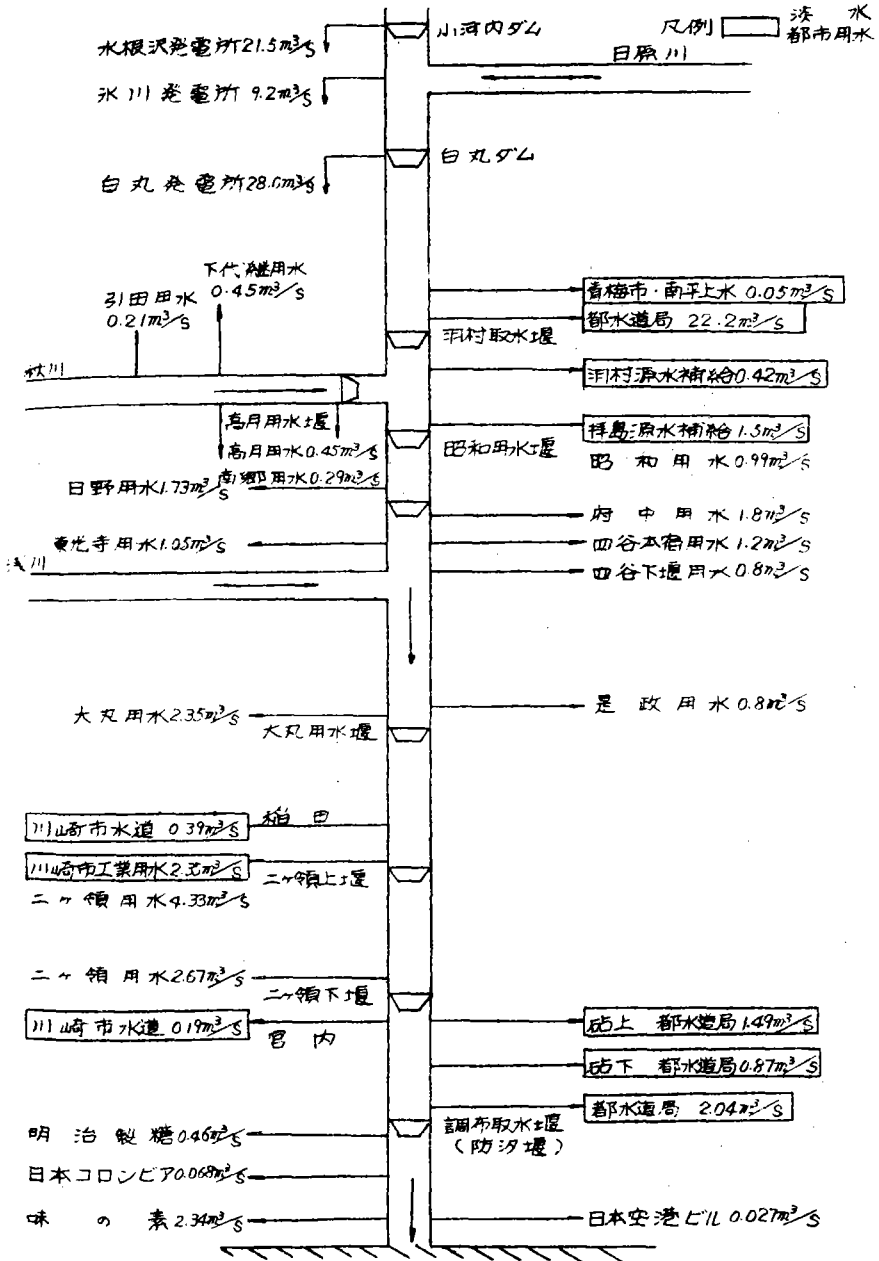 小河内ダム
凡例 淡水
都市用水
水根沢発電所21.5m³/S
日原川
氷川発電所 9.2m³/S
白丸ダム
白丸発電所28.0m³/S
下代継用水
0.45m³/S
引田用水
0.21m³/S
青梅市・南平上水 0.05m³/S
都水道局 22.2m³/S
羽村取水堰
秋川
羽村源水補給0.42m³/S
高月用水堰
拝島源水補給1.5m³/S
高月用水0.45m³/S
昭和用水堰
昭和用水0.99m³/S
南郷用水0.29m³/S
日野用水1.73m³/S
府中用水1.8m³/S
東光寺用水1.05m³/S
四谷本宿用水1.2m³/S
浅川
四谷下堰用水0.8m³/S
是政用水0.8m³/S
大丸用水2.35m³/S
大丸用水堰
稲田
川崎市水道 0.39m³/S
川崎市工業用水
二ヶ領上堰
二ヶ領用水4.33m³/S
二ヶ領用水2.67m³/S
二ヶ領下堰
川崎市水道 0.19m³/S
宮内
砧上 都水道局1.49m³/S
砧下 都水道局0.87m³/S
都水道局 2.04m³/S
調布取水堰
(防汐堰)
明治製糖0.46m³/S
日本コロンビア0.068m³/S
味の素2.34m³/S
日本空港ビル0.027m³/S